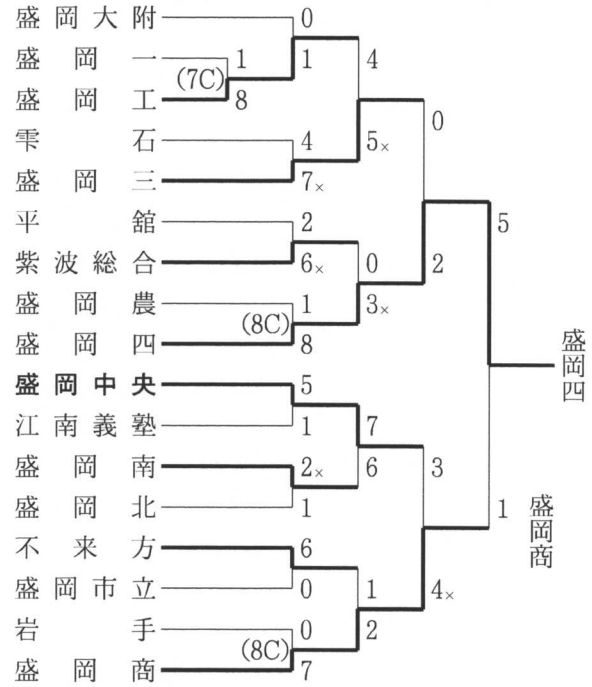 盛岡大附 0
盛岡一 1
(7C) 1 4
盛岡工 8
0
雫石 4 5×
盛岡三 7×
平舘 2 5
紫波総合 6× 0 2
盛岡農 1 3×
(8C)
盛岡四 8
盛岡四
盛岡中央 5
江南義塾 1 7
盛岡南 2× 6 3
盛岡北 1 1 盛岡商
不来方 6
盛岡市立 0 1 4×
岩手 0 2
(8C)
盛岡商 7